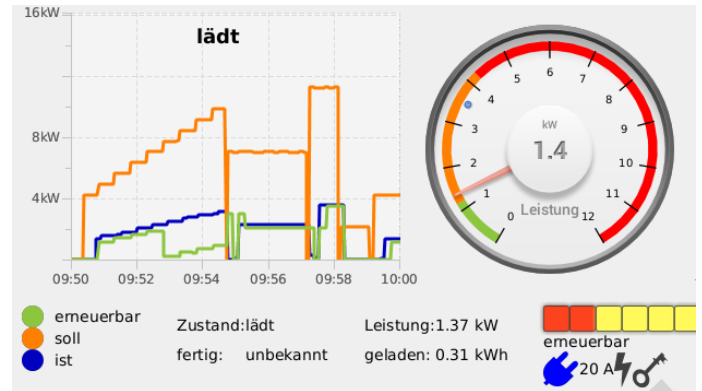 16kW
lädt
8kW
4kW
09:50 09:52 09:54 09:56 09:58 10:00
0 1 2 3 4 5 6 7 8 9 10 11 12
kW
1.4
Leistung
erneuerbar
soll
ist
Zustand:lädt
fertig: unbekannt
Leistung:1.37 kW
geladen: 0.31 kWh
erneuerbar
20 A